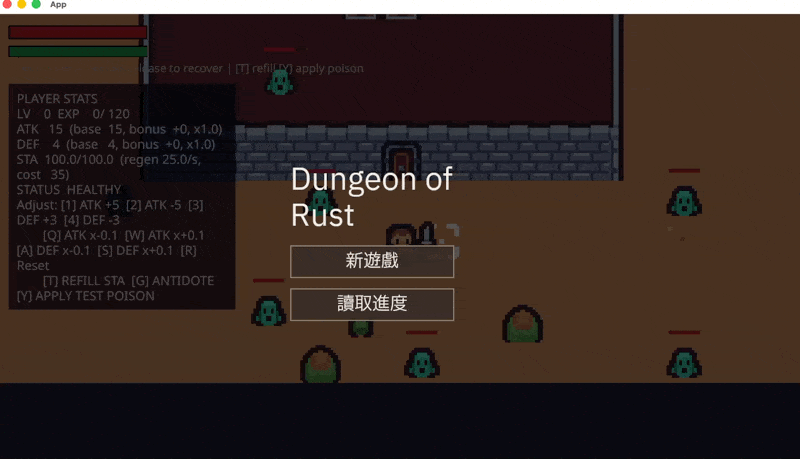 App
lease to recover | [T] refill[Y] apply poison
PLAYER STATS
LV 0 EXP 0/ 120
ATK 15 (base 15, bonus +0, x1.0)
DEF 4 (base 4, bonus +0, x1.0)
STA 100.0/100.0 (regen 25.0/s,
cost 35)
STATUS HEALTHY
Adjust: [1] ATK +5 [2] ATK -5 [3]
DEF +3 [4] DEF -3
[Q] ATK x-0.1 [W] ATK x+0.1
[A] DEF x-0.1 [S] DEF x+0.1 [R]
Reset
[T] REFILL STA [G] ANTIDOTE
[Y] APPLY TEST POISON
Dungeon of
Rust
新遊戲
讀取進度